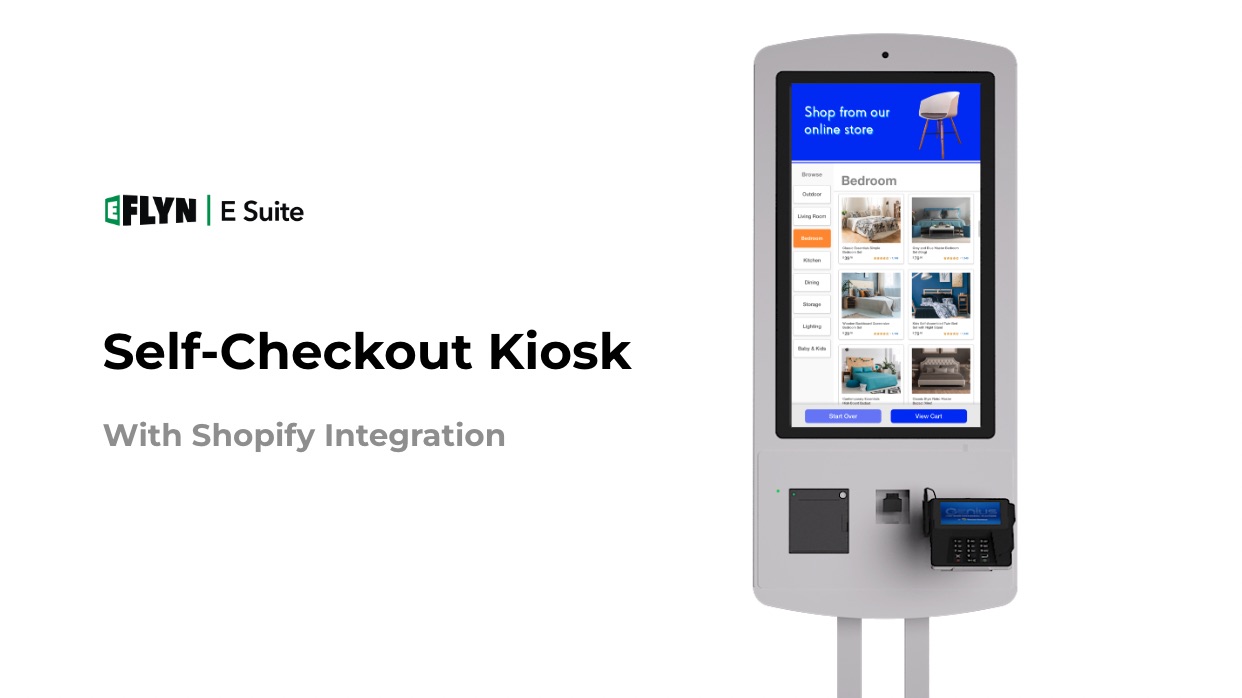 EFLYN | E Suite
Self-Checkout Kiosk
With Shopify Integration
Shop from our
online store
Browse
Bedroom
Outdoor
Living Room
Bedroom
Kitchen
Dining
Storage
Lighting
Baby & Kids
Start Over
View Cart
Genius